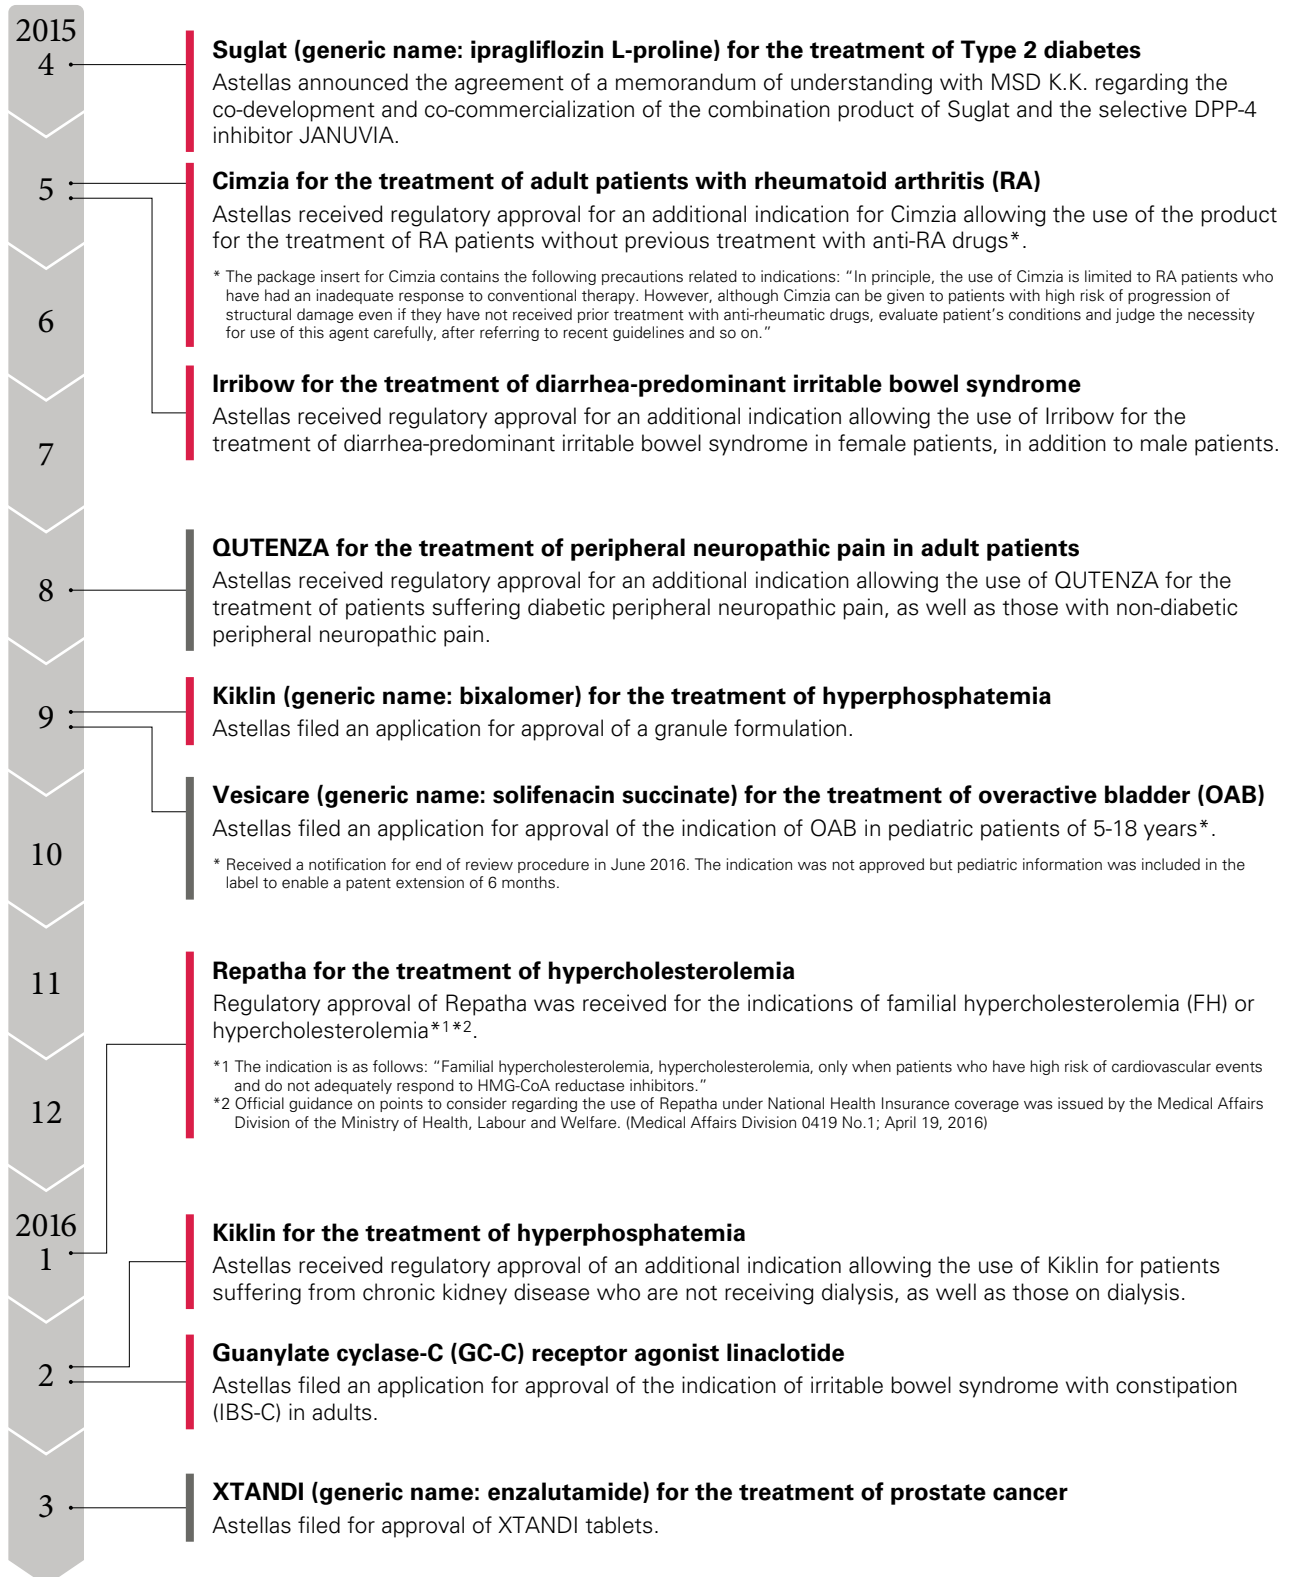 2015
4
Suglat (generic name: ipragliflozin L-proline) for the treatment of Type 2 diabetes
Astellas announced the agreement of a memorandum of understanding with MSD K.K. regarding the
co-development and co-commercialization of the combination product of Suglat and the selective DPP-4
inhibitor JANUVIA.
5
Cimzia for the treatment of adult patients with rheumatoid arthritis (RA)
Astellas received regulatory approval for an additional indication for Cimzia allowing the use of the product
for the treatment of RA patients without previous treatment with anti-RA drugs*.
* The package insert for Cimzia contains the following precautions related to indications: “In principle, the use of Cimzia is limited to RA patients who
have had an inadequate response to conventional therapy. However, although Cimzia can be given to patients with high risk of progression of
structural damage even if they have not received prior treatment with anti-rheumatic drugs, evaluate patient’s conditions and judge the necessity
for use of this agent carefully, after referring to recent guidelines and so on.”
6
Irribow for the treatment of diarrhea-predominant irritable bowel syndrome
Astellas received regulatory approval for an additional indication allowing the use of Irribow for the
treatment of diarrhea-predominant irritable bowel syndrome in female patients, in addition to male patients.
7
QUTENZA for the treatment of peripheral neuropathic pain in adult patients
Astellas received regulatory approval for an additional indication allowing the use of QUTENZA for the
treatment of patients suffering diabetic peripheral neuropathic pain, as well as those with non-diabetic
peripheral neuropathic pain.
8
Kiklin (generic name: bixalomer) for the treatment of hyperphosphatemia
Astellas filed an application for approval of a granule formulation.
9
Vesicare (generic name: solifenacin succinate) for the treatment of overactive bladder (OAB)
Astellas filed an application for approval of the indication of OAB in pediatric patients of 5-18 years*.
* Received a notification for end of review procedure in June 2016. The indication was not approved but pediatric information was included in the
label to enable a patent extension of 6 months.
10
11
Repatha for the treatment of hypercholesterolemia
Regulatory approval of Repatha was received for the indications of familial hypercholesterolemia (FH) or
hypercholesterolemia*1*2.
*1 The indication is as follows: “Familial hypercholesterolemia, hypercholesterolemia, only when patients who have high risk of cardiovascular events
and do not adequately respond to HMG-CoA reductase inhibitors.”
*2 Official guidance on points to consider regarding the use of Repatha under National Health Insurance coverage was issued by the Medical Affairs
Division of the Ministry of Health, Labour and Welfare. (Medical Affairs Division 0419 No.1; April 19, 2016)
12
2016
1
Kiklin for the treatment of hyperphosphatemia
Astellas received regulatory approval of an additional indication allowing the use of Kiklin for patients
suffering from chronic kidney disease who are not receiving dialysis, as well as those on dialysis.
2
Guanylate cyclase-C (GC-C) receptor agonist linaclotide
Astellas filed an application for approval of the indication of irritable bowel syndrome with constipation
(IBS-C) in adults.
3
XTANDI (generic name: enzalutamide) for the treatment of prostate cancer
Astellas filed for approval of XTANDI tablets.